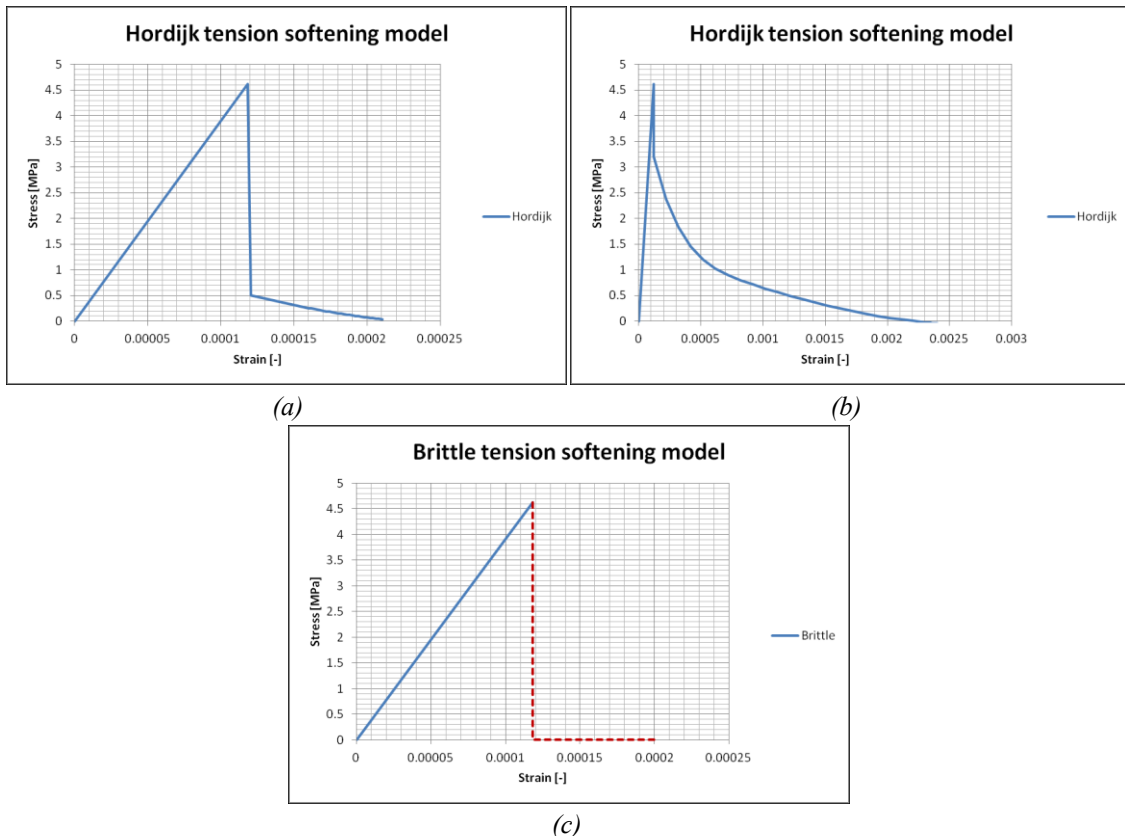 Hordijk tension softening model
5
4.5
4
3.5
3
2.5
2
1.5
1
0.5
0
Stress [MPa]
0 0.00005 0.0001 0.00015 0.0002 0.00025
Strain [-]
Hordijk
(a)
Hordijk tension softening model
5
4.5
4
3.5
3
2.5
2
1.5
1
0.5
0
Stress [MPa]
0 0.0005 0.001 0.0015 0.002 0.0025 0.003
Strain [-]
Hordijk
(b)
Brittle tension softening model
5
4.5
4
3.5
3
2.5
2
1.5
1
0.5
0
Stress [MPa]
0 0.00005 0.0001 0.00015 0.0002 0.00025
Strain [-]
Brittle
(c)